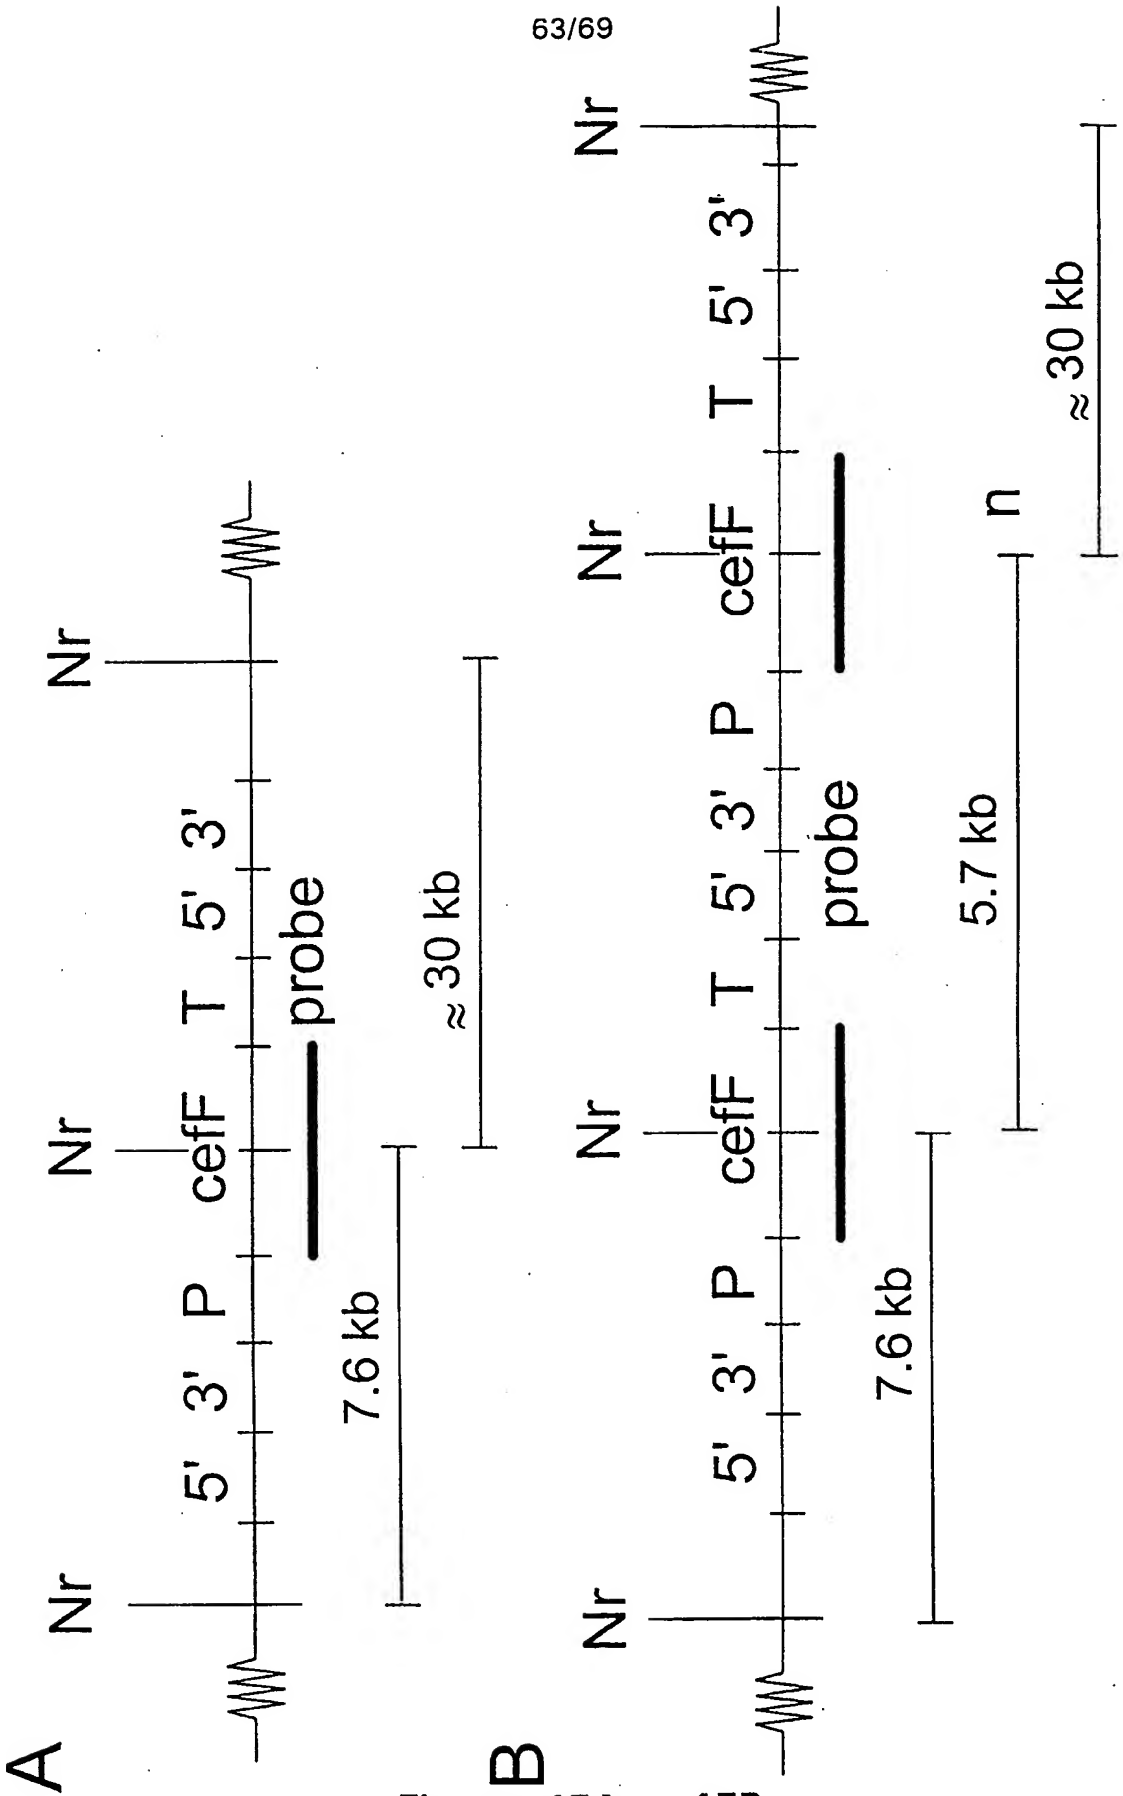 63/69
A
Nr Nr Nr
5' 3' P cefF T 5' 3'
probe
7.6 kb
≈ 30 kb
B
Nr Nr Nr Nr
5' 3' P cefF T 5' 3' P cefF T 5' 3'
probe
7.6 kb
5.7 kb
n
≈ 30 kb